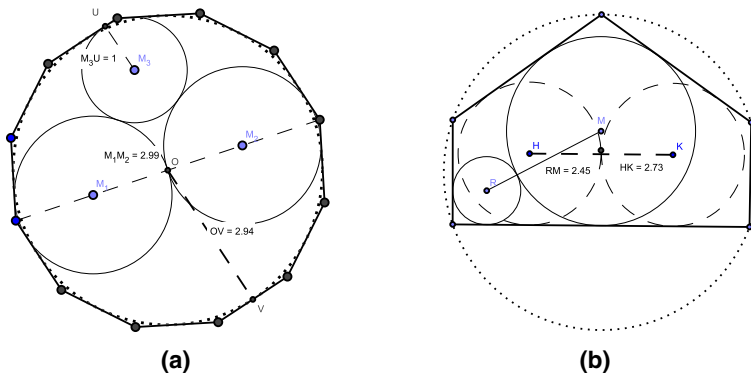 U
M₃U = 1
M₃
M₂
M₁M₂ = 2.99
O
M₁
OV = 2.94
V
(a)
M
H
K
RM = 2.45
HK = 2.73
R
(b)